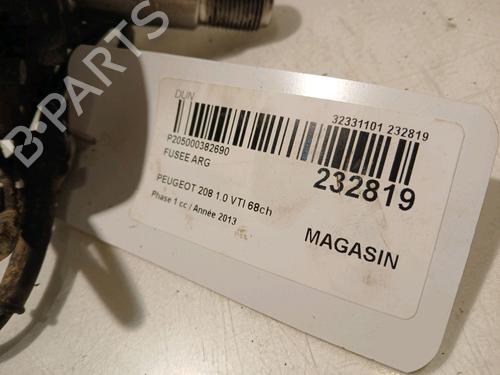 B-PARTS
DUN
P205000382690
FUSEE ARG
PEUGEOT 208 1.0 VTI 68ch
Phase 1 cc / Année 2013
32331101 232819
232819
MAGASIN